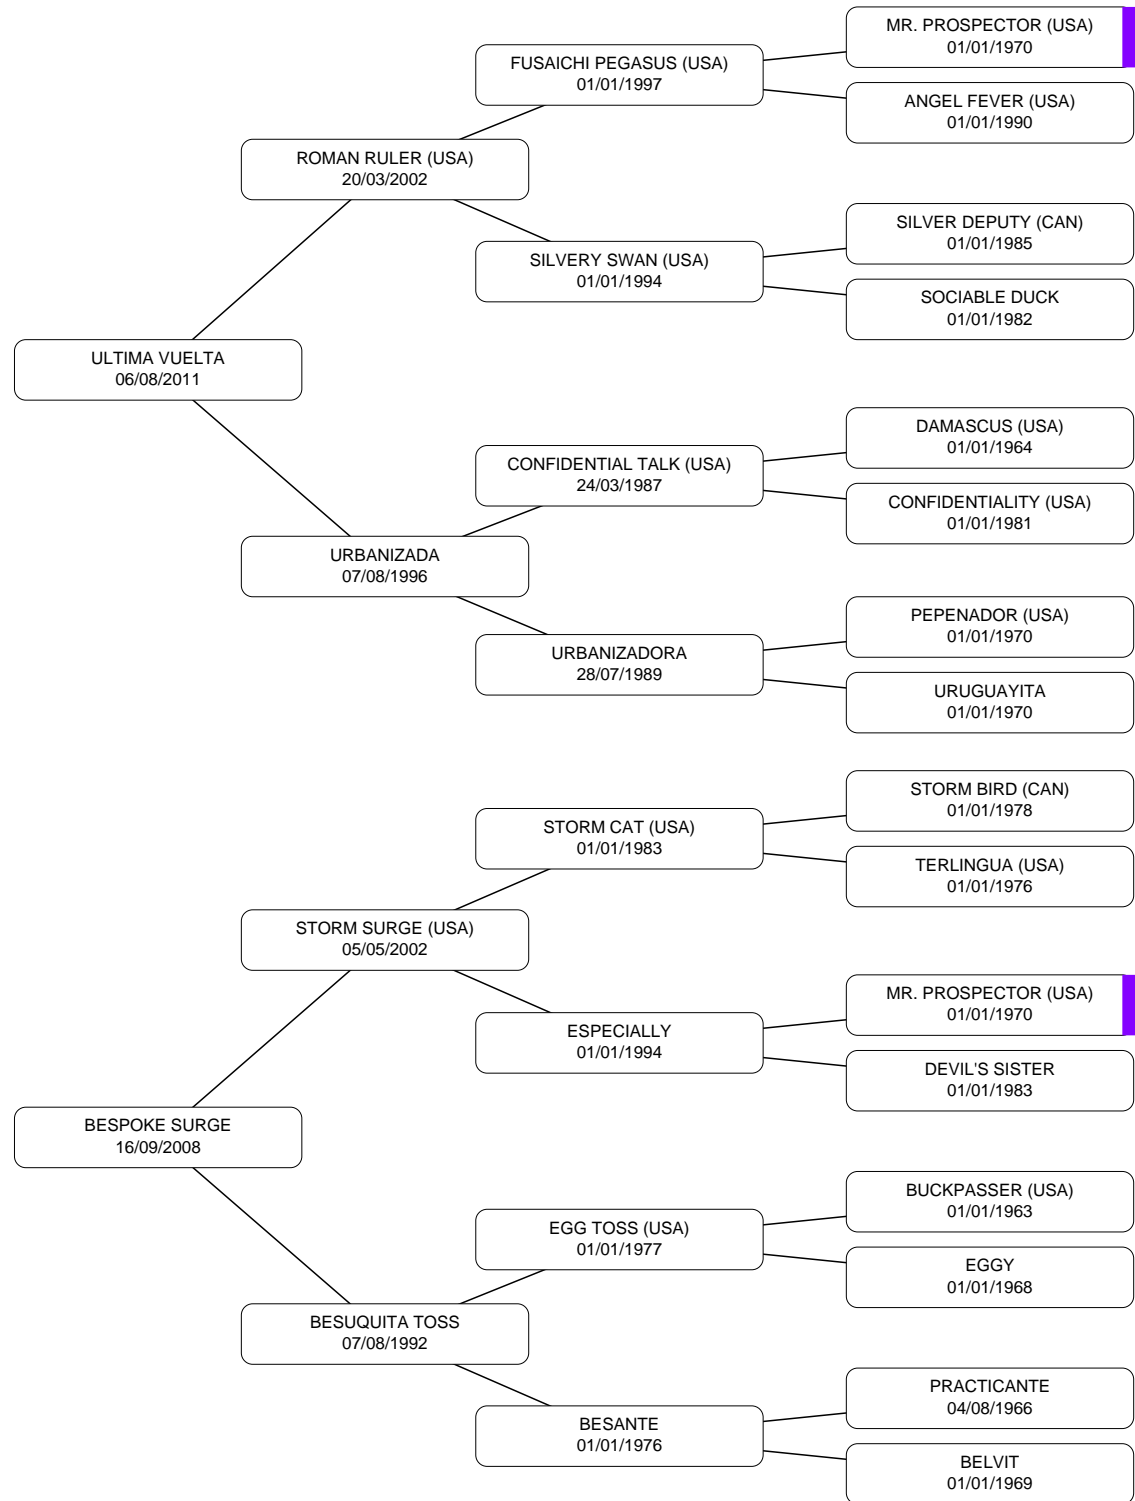 MR. PROSPECTOR (USA)
01/01/1970
FUSAICHI PEGASUS (USA)
01/01/1997
ANGEL FEVER (USA)
01/01/1990
ROMAN RULER (USA)
20/03/2002
SILVER DEPUTY (CAN)
01/01/1985
SILVERY SWAN (USA)
01/01/1994
SOCIABLE DUCK
01/01/1982
ULTIMA VUELTA
06/08/2011
DAMASCUS (USA)
01/01/1964
CONFIDENTIAL TALK (USA)
24/03/1987
CONFIDENTIALITY (USA)
01/01/1981
URBANIZADA
07/08/1996
PEPENADOR (USA)
01/01/1970
URBANIZADORA
28/07/1989
URUGUAYITA
01/01/1970
STORM BIRD (CAN)
01/01/1978
STORM CAT (USA)
01/01/1983
TERLINGUA (USA)
01/01/1976
STORM SURGE (USA)
05/05/2002
MR. PROSPECTOR (USA)
01/01/1970
ESPECIALLY
01/01/1994
DEVIL'S SISTER
01/01/1983
BESPOKE SURGE
16/09/2008
BUCKPASSER (USA)
01/01/1963
EGG TOSS (USA)
01/01/1977
EGGY
01/01/1968
BESUQUITA TOSS
07/08/1992
PRACTICANTE
04/08/1966
BESANTE
01/01/1976
BELVIT
01/01/1969